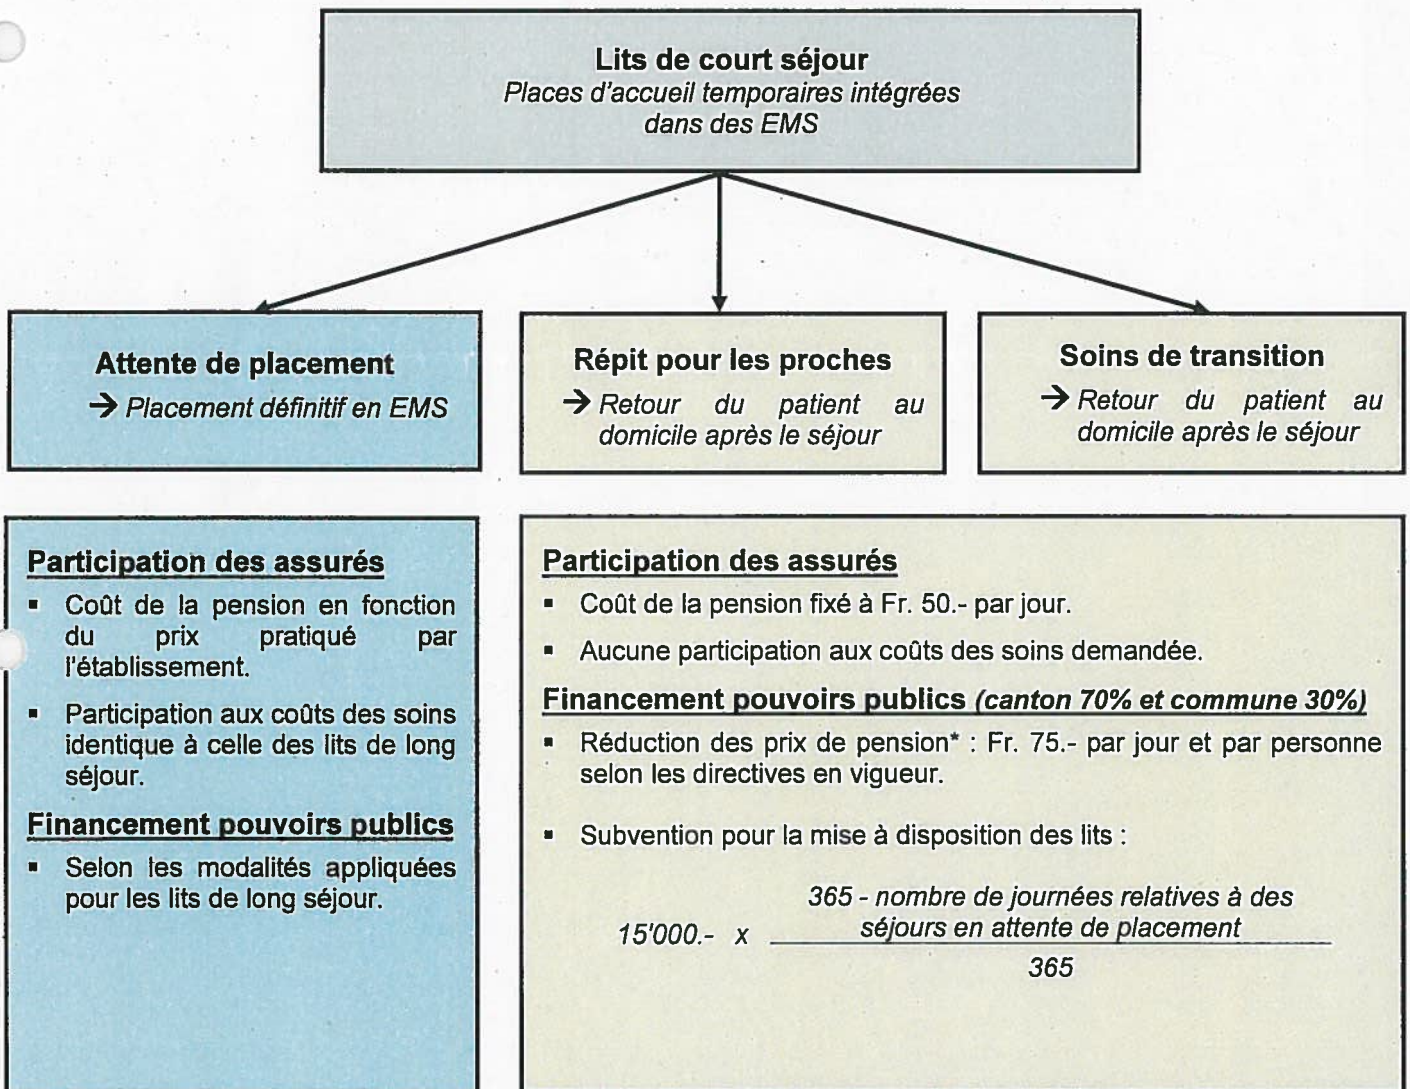 Lits de court séjour
Places d'accueil temporaires intégrées
dans des EMS
Attente de placement
→ Placement définitif en EMS
Répit pour les proches
→ Retour du patient au
domicile après le séjour
Soins de transition
→ Retour du patient au
domicile après le séjour
Participation des assurés
▪ Coût de la pension en fonction
du prix pratiqué par
l'établissement.
▪ Participation aux coûts des soins
identique à celle des lits de long
séjour.
Financement pouvoirs publics
▪ Selon les modalités appliquées
pour les lits de long séjour.
Participation des assurés
▪ Coût de la pension fixé à Fr. 50.- par jour.
▪ Aucune participation aux coûts des soins demandée.
Financement pouvoirs publics (canton 70% et commune 30%)
▪ Réduction des prix de pension* : Fr. 75.- par jour et par personne
selon les directives en vigueur.
▪ Subvention pour la mise à disposition des lits :
365 - nombre de journées relatives à des
15'000.- x séjours en attente de placement
365